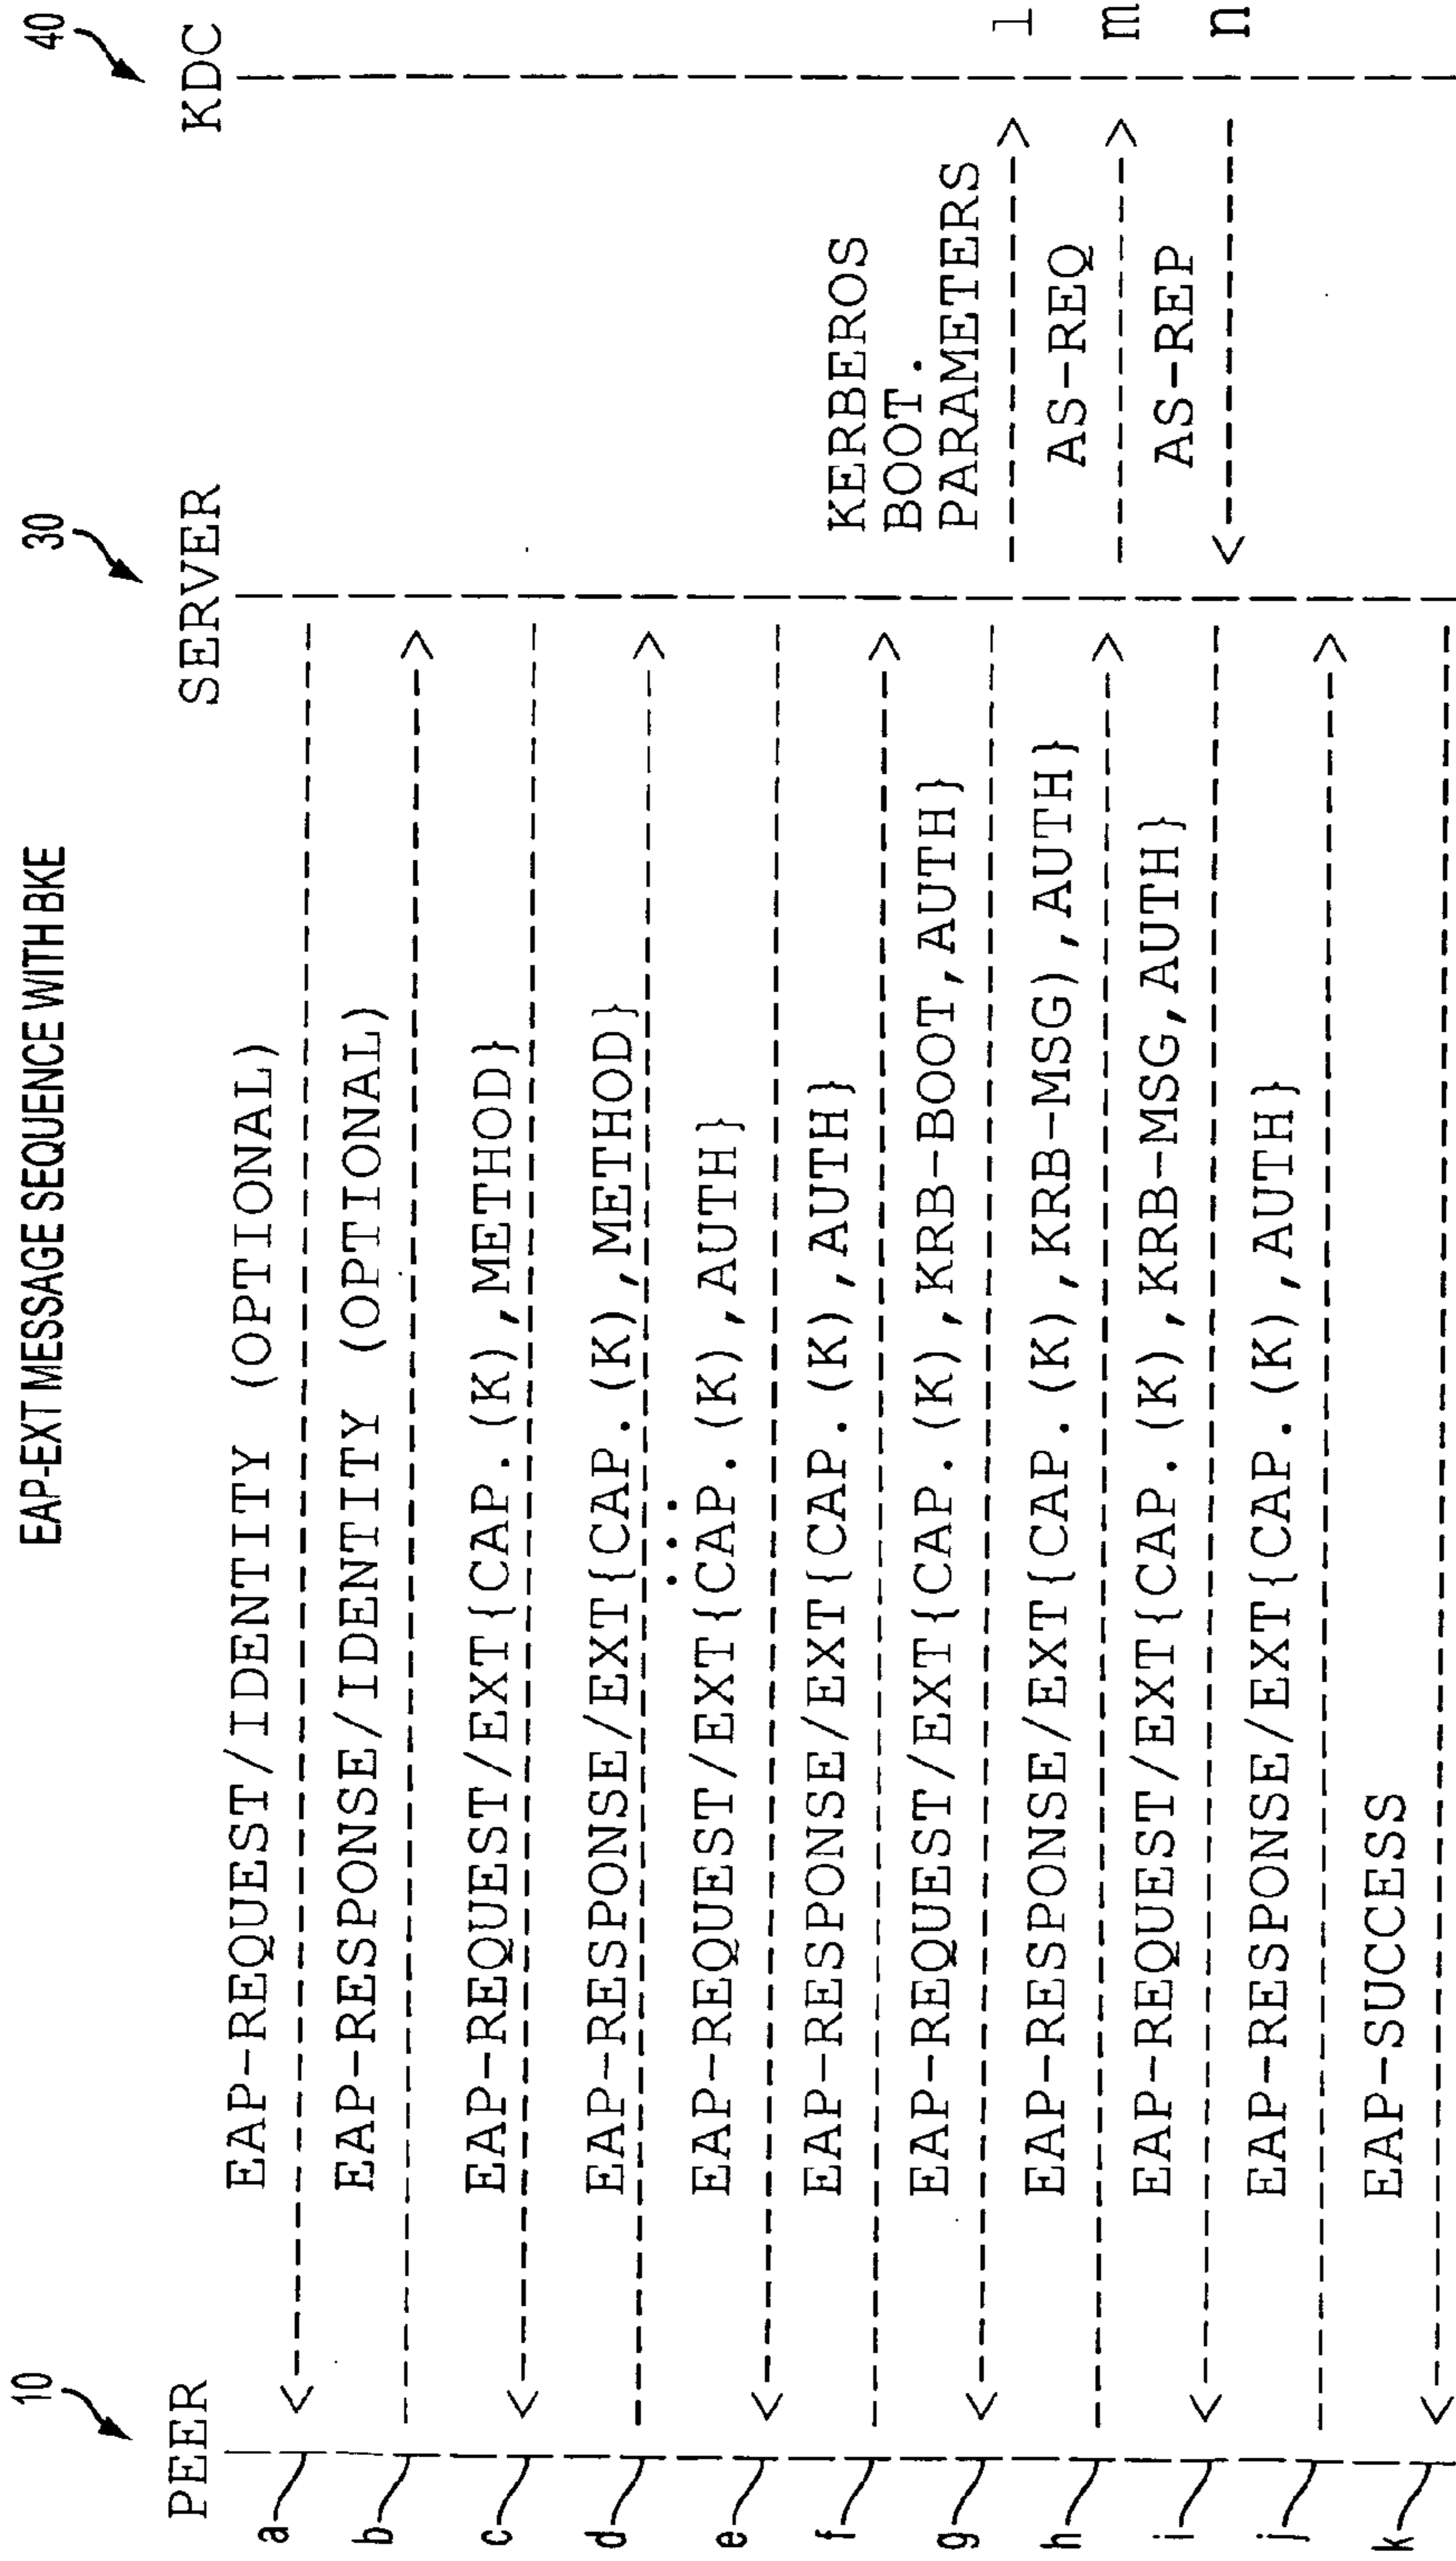 EAP-EXT MESSAGE SEQUENCE WITH BKE
10
30
40
PEER
SERVER
KDC
a
EAP-REQUEST/IDENTITY (OPTIONAL)
b
EAP-RESPONSE/IDENTITY (OPTIONAL)
c
EAP-REQUEST/EXT{CAP.(K),METHOD}
d
EAP-RESPONSE/EXT{CAP.(K),METHOD}
...
e
EAP-REQUEST/EXT{CAP.(K),AUTH}
f
EAP-RESPONSE/EXT{CAP.(K),AUTH}
KERBEROS
BOOT.
PARAMETERS
g
EAP-REQUEST/EXT{CAP.(K),KRB-BOOT,AUTH}
l
h
EAP-RESPONSE/EXT{CAP.(K),KRB-MSG),AUTH}
AS-REQ
m
i
EAP-REQUEST/EXT{CAP.(K),KRB-MSG,AUTH}
AS-REP
n
j
EAP-RESPONSE/EXT{CAP.(K),AUTH}
k
EAP-SUCCESS